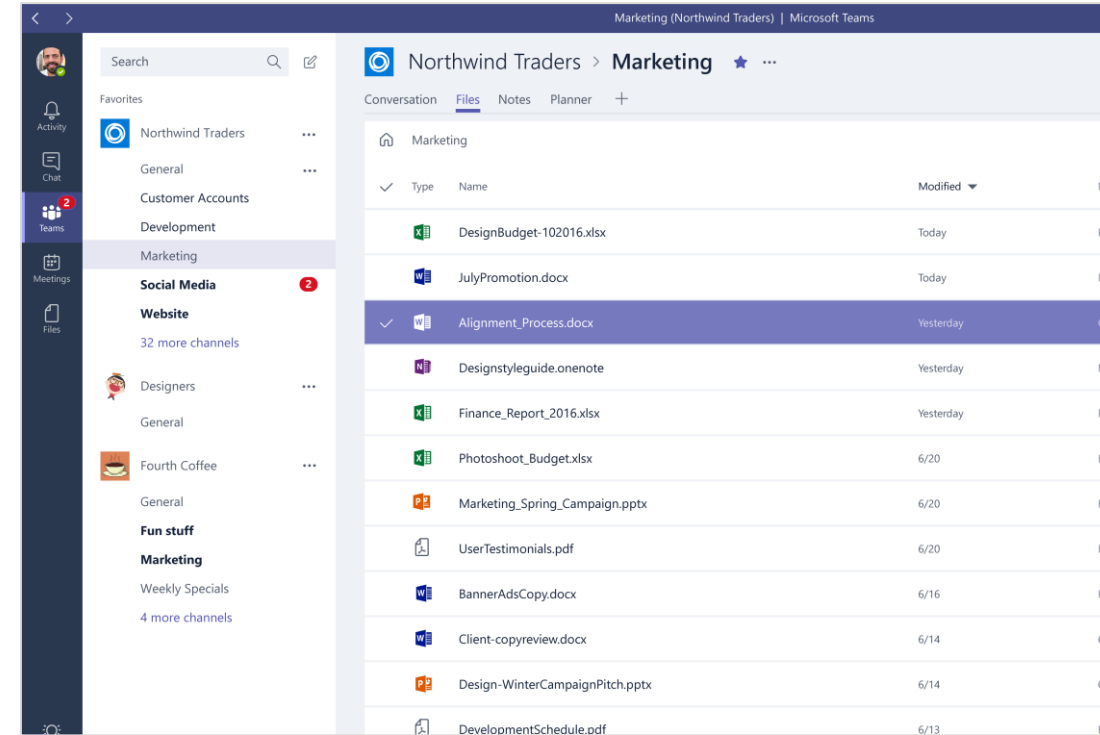 Marketing (Northwind Traders) | Microsoft Teams
Search
Activity
Chat
2
Teams
Meetings
Files
Favorites
Northwind Traders
General
Customer Accounts
Development
Marketing
Social Media 2
Website
32 more channels
Designers
General
Fourth Coffee
General
Fun stuff
Marketing
Weekly Specials
4 more channels
Northwind Traders > Marketing
Conversation Files Notes Planner
Marketing
Type Name Modified
DesignBudget-102016.xlsx Today
JulyPromotion.docx Today
Alignment_Process.docx Yesterday
Designstyleguide.onenote Yesterday
Finance_Report_2016.xlsx Yesterday
Photoshoot_Budget.xlsx 6/20
Marketing_Spring_Campaign.pptx 6/20
UserTestimonials.pdf 6/20
BannerAdsCopy.docx 6/16
Client-copyreview.docx 6/14
Design-WinterCampaignPitch.pptx 6/14
DevelopmentSchedule.pdf 6/13